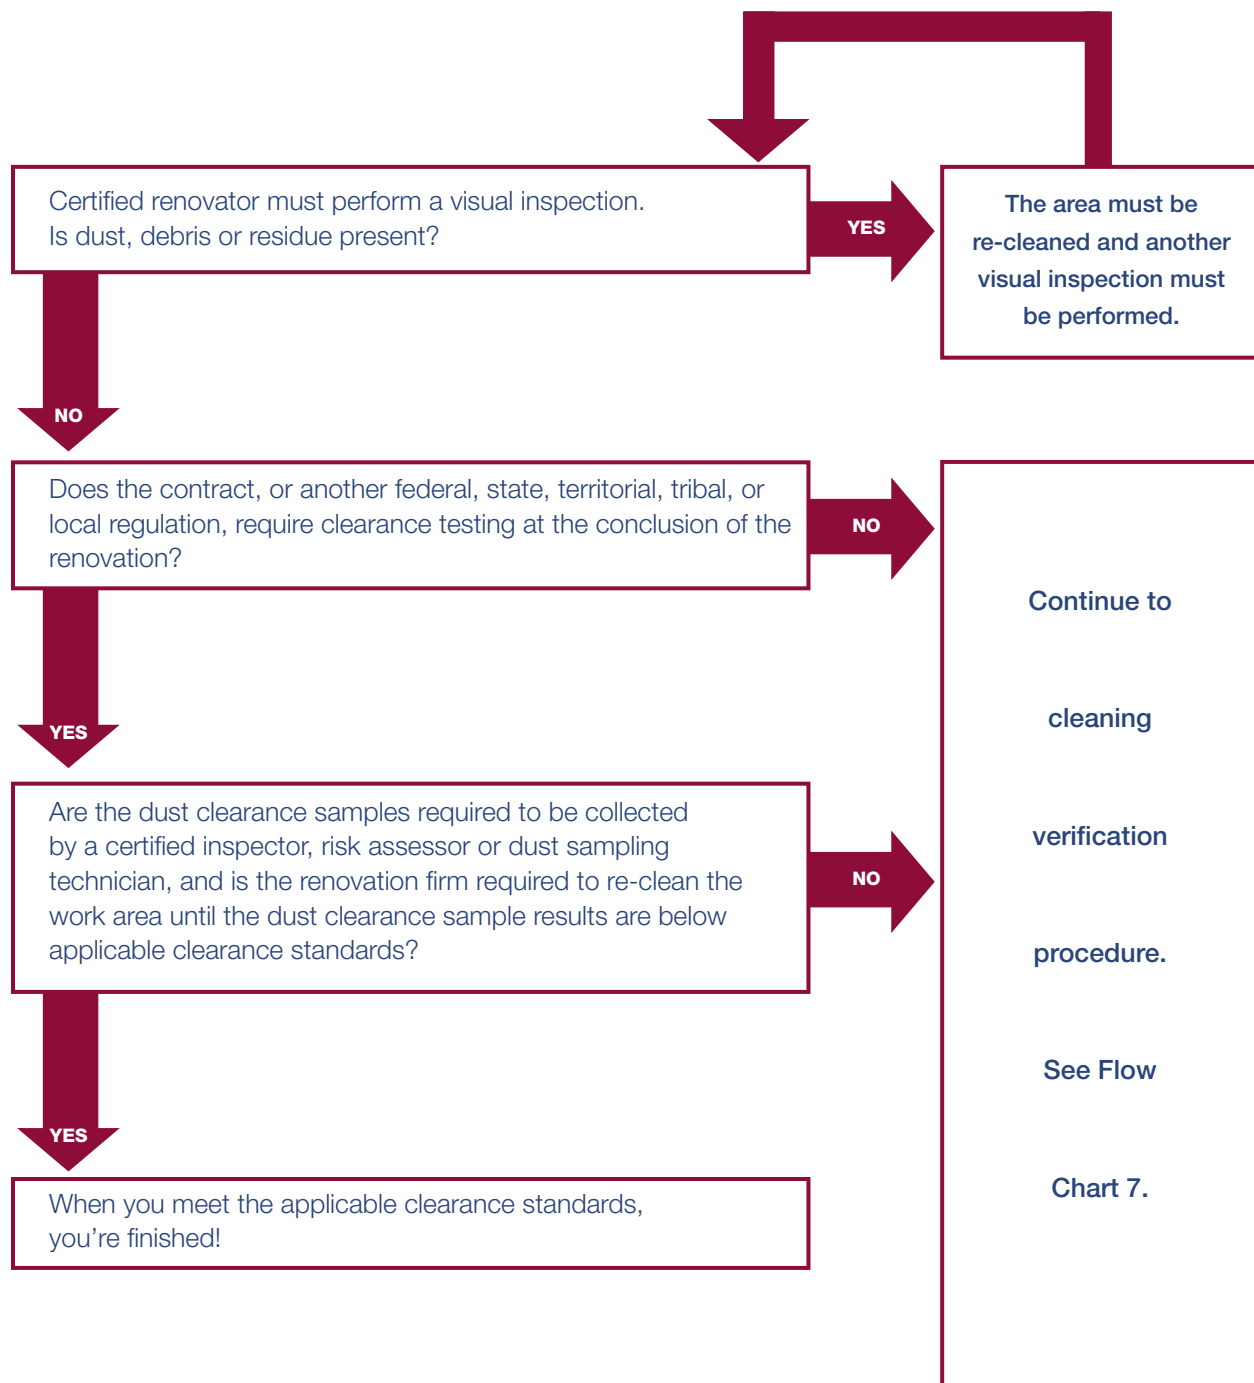 Certified renovator must perform a visual inspection.
Is dust, debris or residue present?
YES
The area must be
re-cleaned and another
visual inspection must
be performed.
NO
Does the contract, or another federal, state, territorial, tribal, or
local regulation, require clearance testing at the conclusion of the
renovation?
NO
YES
Are the dust clearance samples required to be collected
by a certified inspector, risk assessor or dust sampling
technician, and is the renovation firm required to re-clean the
work area until the dust clearance sample results are below
applicable clearance standards?
NO
YES
When you meet the applicable clearance standards,
you’re finished!
Continue to
cleaning
verification
procedure.
See Flow
Chart 7.